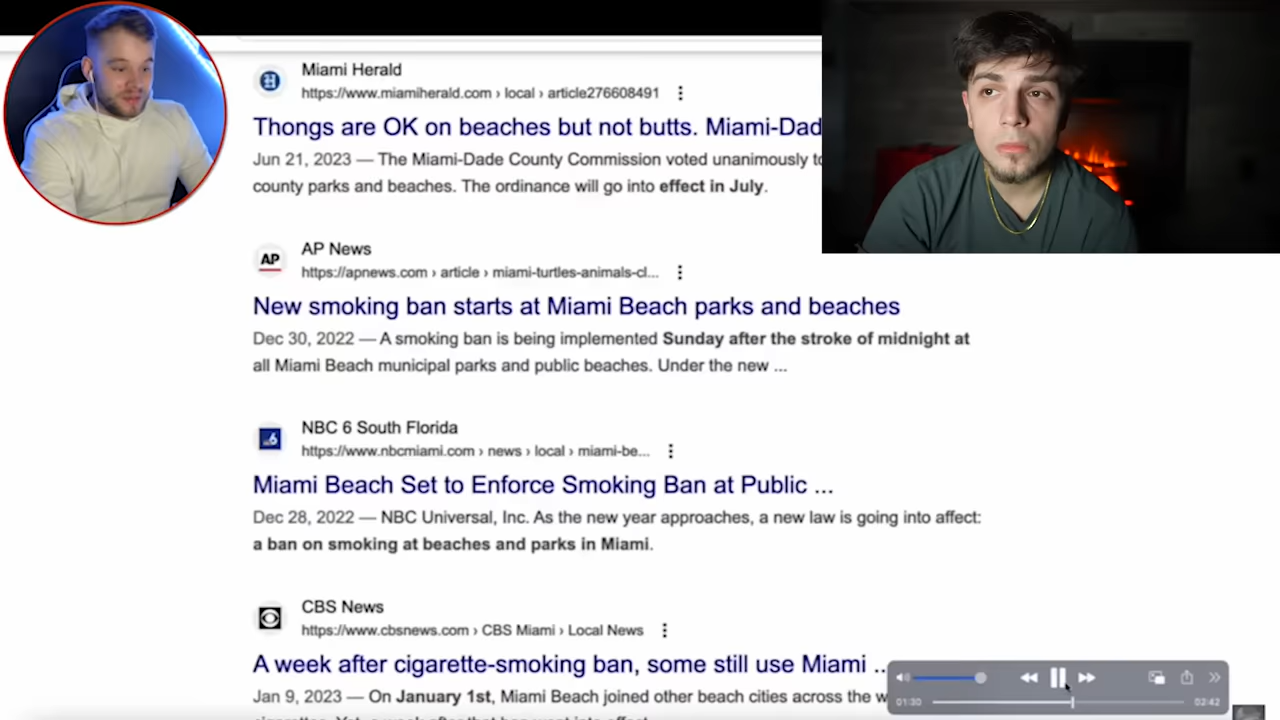 Miami Herald
https://www.miamiherald.com › local › article276608491
Thongs are OK on beaches but not butts. Miami-Dad
Jun 21, 2023 — The Miami-Dade County Commission voted unanimously to
county parks and beaches. The ordinance will go into effect in July.
AP
AP News
https://apnews.com › article › miami-turtles-animals-cl...
New smoking ban starts at Miami Beach parks and beaches
Dec 30, 2022 — A smoking ban is being implemented Sunday after the stroke of midnight at
all Miami Beach municipal parks and public beaches. Under the new ...
6
NBC 6 South Florida
https://www.nbcmiami.com › news › local › miami-be...
Miami Beach Set to Enforce Smoking Ban at Public ...
Dec 28, 2022 — NBC Universal, Inc. As the new year approaches, a new law is going into affect:
a ban on smoking at beaches and parks in Miami.
CBS News
https://www.cbsnews.com › CBS Miami › Local News
A week after cigarette-smoking ban, some still use Miami ...
Jan 9, 2023 — On January 1st, Miami Beach joined other beach cities across the w
01:30
02:42